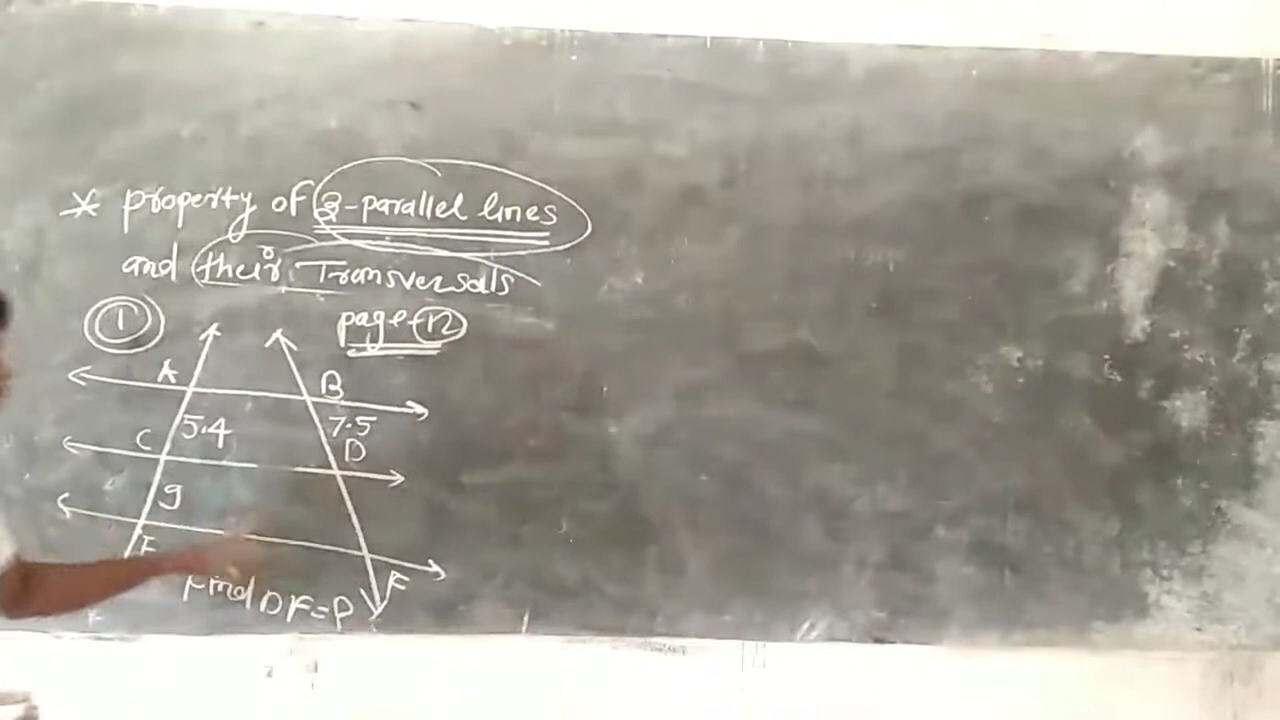 * property of 3-parallel lines
and their Transversals
① page-12
A B
5.4 7.5
C D
9
E
F
Find DF=?